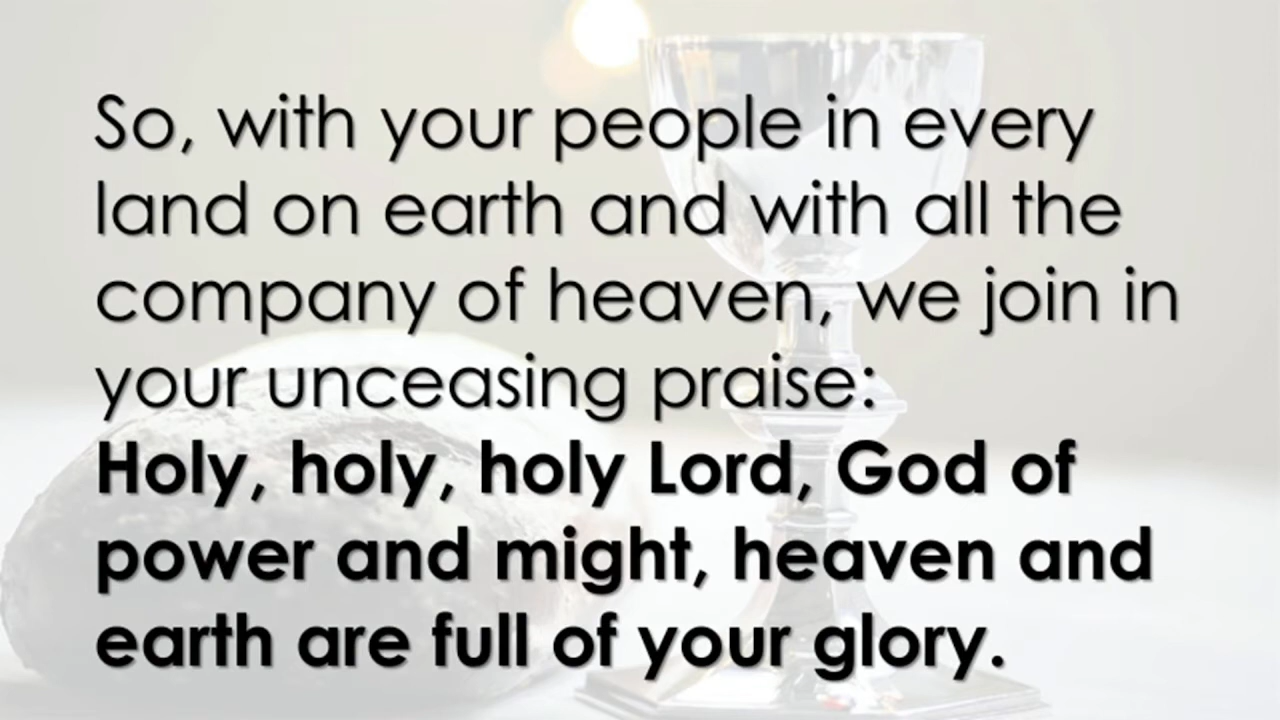 So, with your people in every
land on earth and with all the
company of heaven, we join in
your unceasing praise:
Holy, holy, holy Lord, God of
power and might, heaven and
earth are full of your glory.